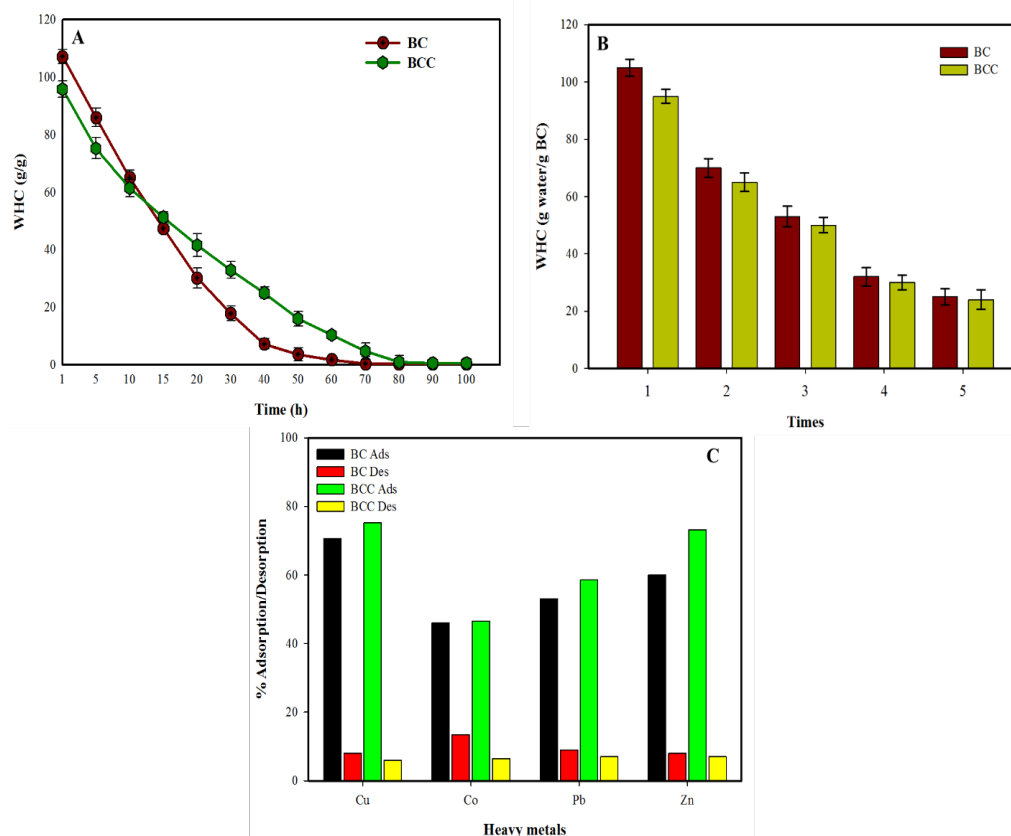 A
BC
BCC
120
100
80
60
40
20
0
WHC (g/g)
1 5 10 15 20 30 40 50 60 70 80 90 100
Time (h)
B
BC
BCC
120
100
80
60
40
20
0
WHC (g water/g BC)
1 2 3 4 5
Times
C
BC Ads
BC Des
BCC Ads
BCC Des
100
80
60
40
20
0
% Adsorption/Desorption
Cu Co Pb Zn
Heavy metals